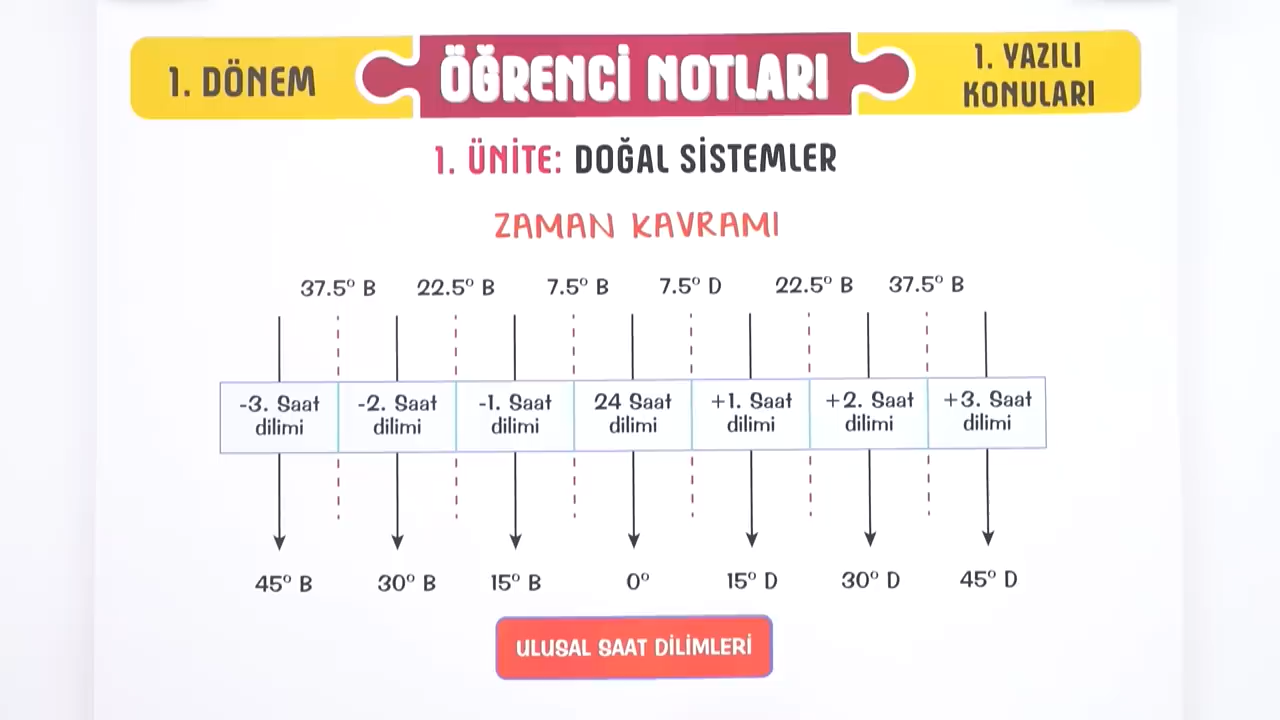 1. DÖNEM
ÖĞRENCİ NOTLARI
1. YAZILI
KONULARI
1. ÜNİTE: DOĞAL SİSTEMLER
ZAMAN KAVRAMI
37.5° B 22.5° B 7.5° B 7.5° D 22.5° B 37.5° B
-3. Saat dilimi
-2. Saat dilimi
-1. Saat dilimi
24 Saat dilimi
+1. Saat dilimi
+2. Saat dilimi
+3. Saat dilimi
45° B 30° B 15° B 0° 15° D 30° D 45° D
ULUSAL SAAT DİLİMLERİ